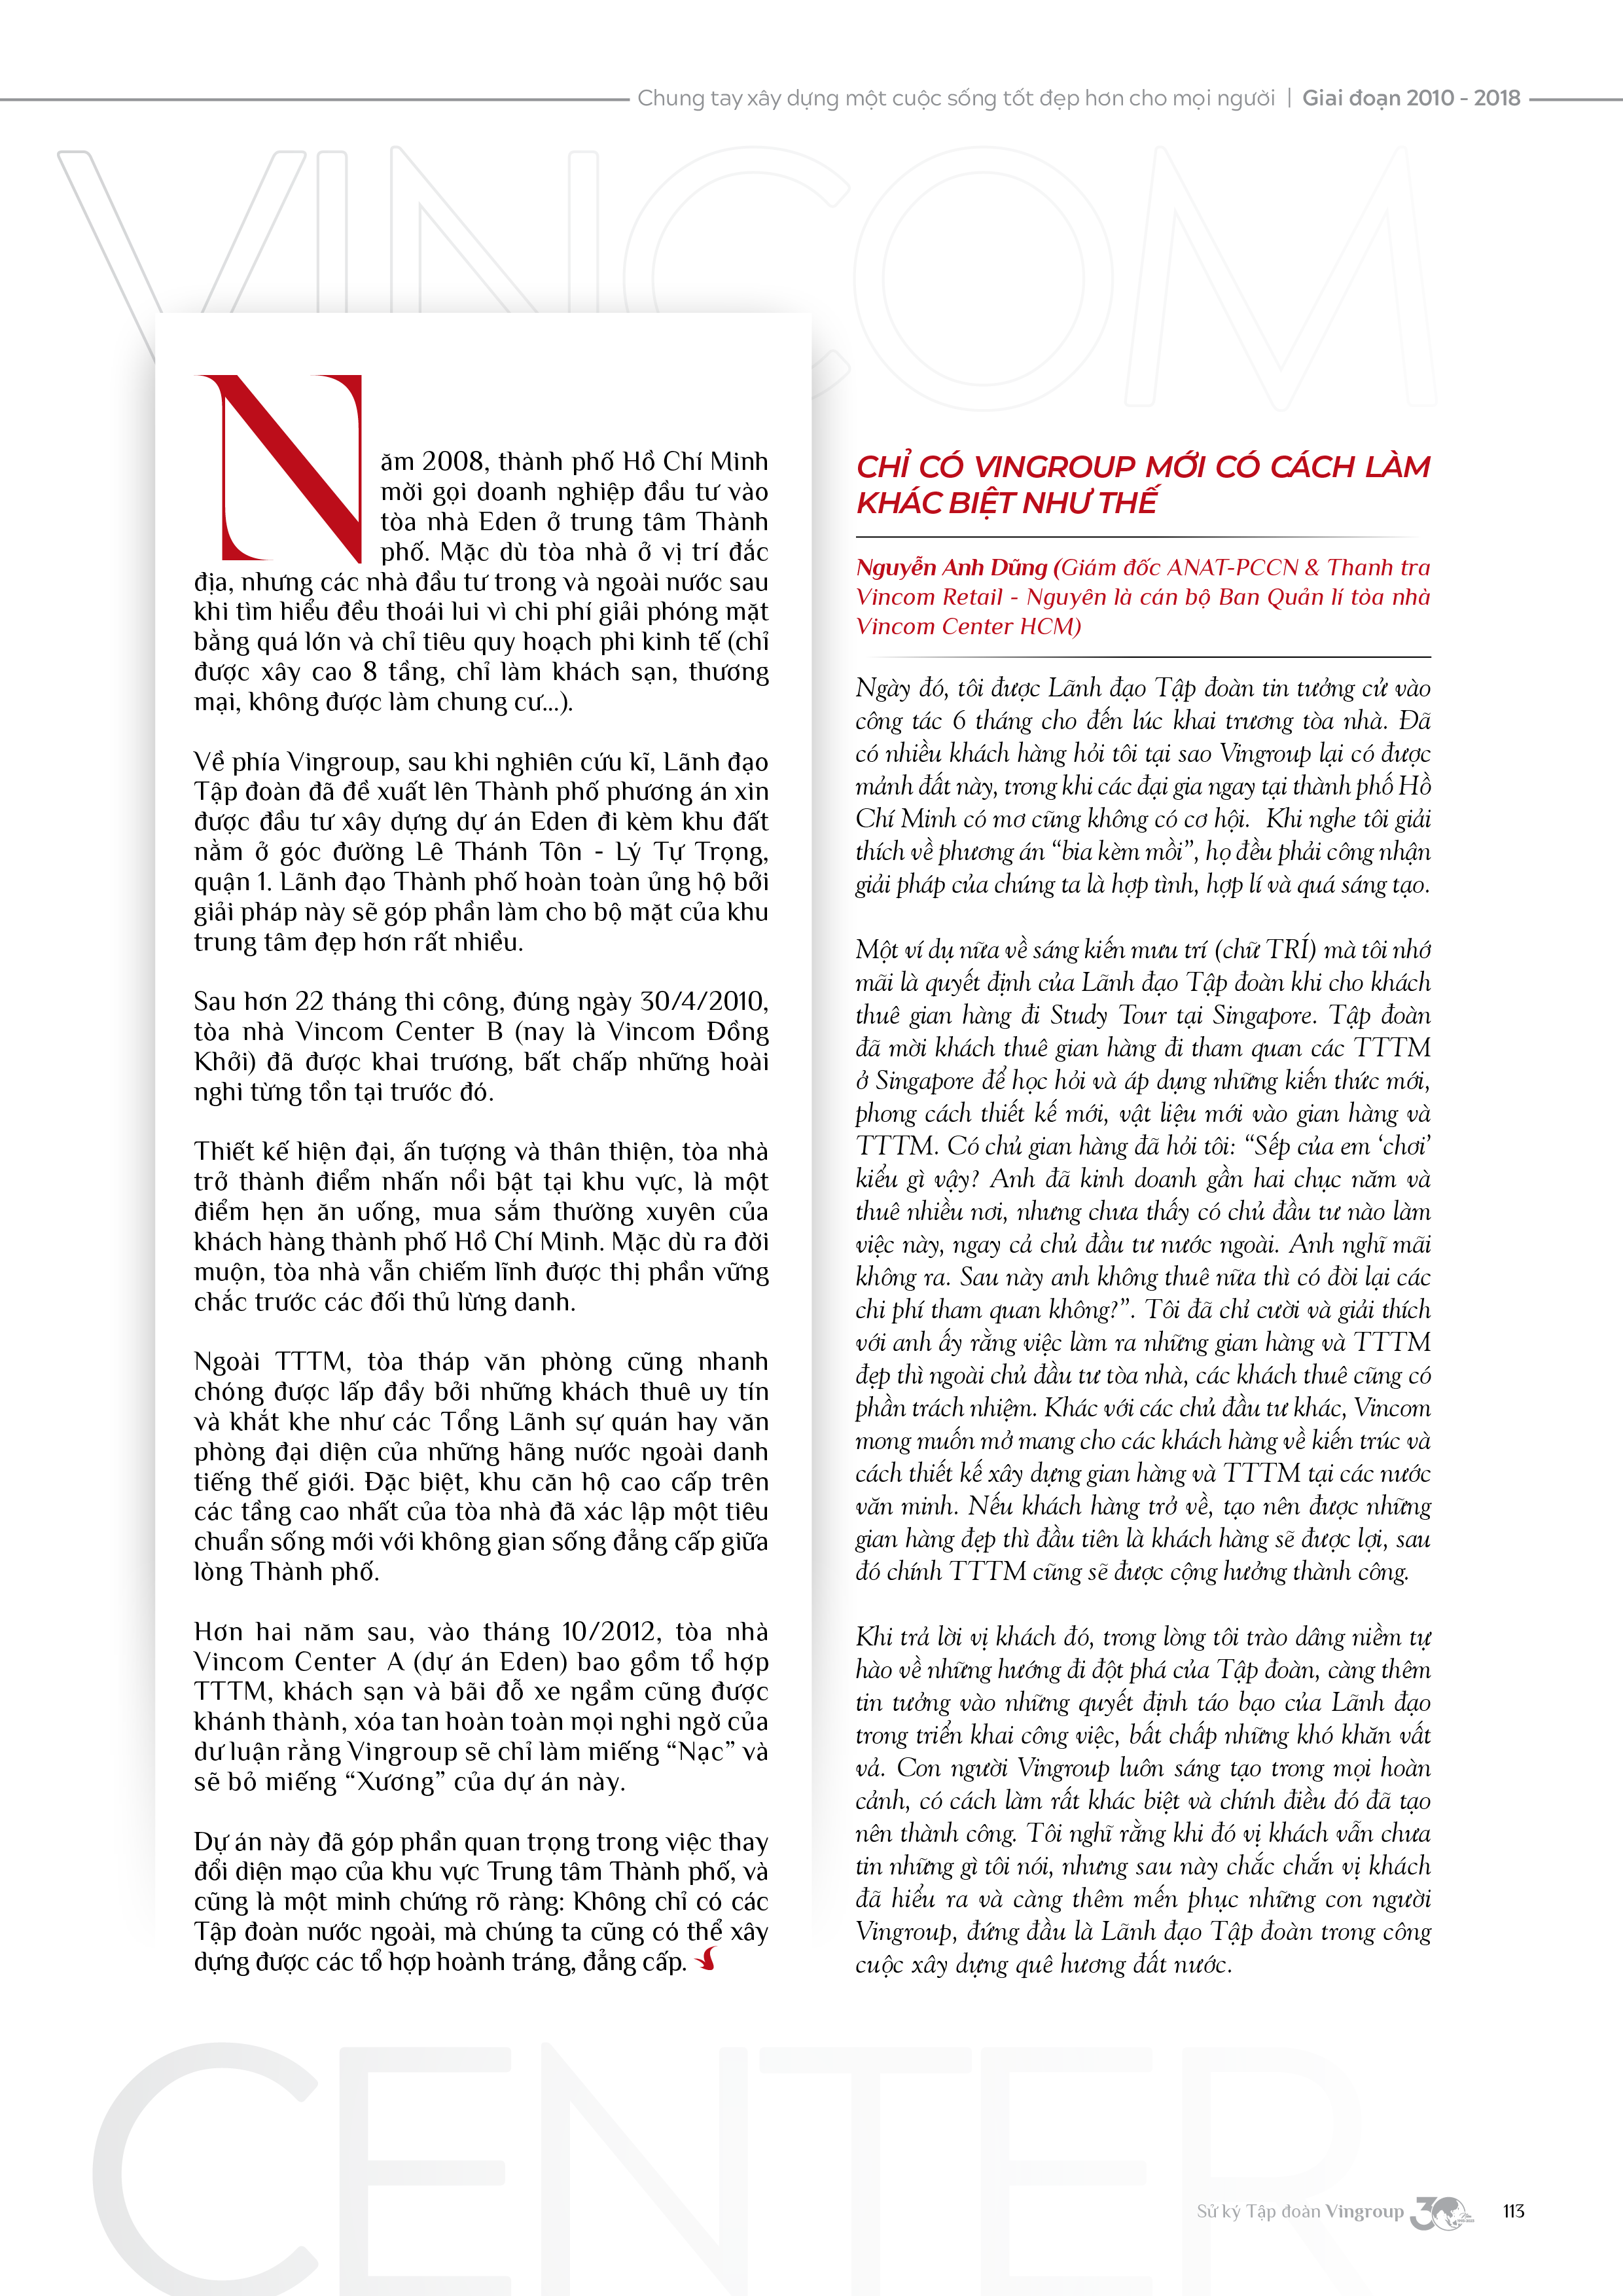 Chung tay xây dựng một cuộc sống tốt đẹp hơn cho mọi người | Giai đoạn 2010 - 2018
VINCOM
Năm 2008, thành phố Hồ Chí Minh
mời gọi doanh nghiệp đầu tư vào
tòa nhà Eden ở trung tâm Thành
phố. Mặc dù tòa nhà ở vị trí đắc
địa, nhưng các nhà đầu tư trong và ngoài nước sau
khi tìm hiểu đều thoái lui vì chi phí giải phóng mặt
bằng quá lớn và chỉ tiêu quy hoạch phi kinh tế (chỉ
được xây cao 8 tầng, chỉ làm khách sạn, thương
mại, không được làm chung cư...).
Về phía Vingroup, sau khi nghiên cứu kĩ, Lãnh đạo
Tập đoàn đã đề xuất lên Thành phố phương án xin
được đầu tư xây dựng dự án Eden đi kèm khu đất
nằm ở góc đường Lê Thánh Tôn - Lý Tự Trọng,
quận 1. Lãnh đạo Thành phố hoàn toàn ủng hộ bởi
giải pháp này sẽ góp phần làm cho bộ mặt của khu
trung tâm đẹp hơn rất nhiều.
Sau hơn 22 tháng thi công, đúng ngày 30/4/2010,
tòa nhà Vincom Center B (nay là Vincom Đồng
Khởi) đã được khai trương, bất chấp những hoài
nghi từng tồn tại trước đó.
Thiết kế hiện đại, ấn tượng và thân thiện, tòa nhà
trở thành điểm nhấn nổi bật tại khu vực, là một
điểm hẹn ăn uống, mua sắm thường xuyên của
khách hàng thành phố Hồ Chí Minh. Mặc dù ra đời
muộn, tòa nhà vẫn chiếm lĩnh được thị phần vững
chắc trước các đối thủ lừng danh.
Ngoài TTTM, tòa tháp văn phòng cũng nhanh
chóng được lấp đầy bởi những khách thuê uy tín
và khắt khe như các Tổng Lãnh sự quán hay văn
phòng đại diện của những hãng nước ngoài danh
tiếng thế giới. Đặc biệt, khu căn hộ cao cấp trên
các tầng cao nhất của tòa nhà đã xác lập một tiêu
chuẩn sống mới với không gian sống đẳng cấp giữa
lòng Thành phố.
Hơn hai năm sau, vào tháng 10/2012, tòa nhà
Vincom Center A (dự án Eden) bao gồm tổ hợp
TTTM, khách sạn và bãi đỗ xe ngầm cũng được
khánh thành, xóa tan hoàn toàn mọi nghi ngờ của
dư luận rằng Vingroup sẽ chỉ làm miếng “Nạc” và
sẽ bỏ miếng “Xương” của dự án này.
Dự án này đã góp phần quan trọng trong việc thay
đổi diện mạo của khu vực Trung tâm Thành phố, và
cũng là một minh chứng rõ ràng: Không chỉ có các
Tập đoàn nước ngoài, mà chúng ta cũng có thể xây
dựng được các tổ hợp hoành tráng, đẳng cấp.
CHỈ CÓ VINGROUP MỚI CÓ CÁCH LÀM
KHÁC BIỆT NHƯ THẾ
Nguyễn Anh Dũng (Giám đốc ANAT-PCCN & Thanh tra
Vincom Retail - Nguyên là cán bộ Ban Quản lí tòa nhà
Vincom Center HCM)
Ngày đó, tôi được Lãnh đạo Tập đoàn tin tưởng cử vào
công tác 6 tháng cho đến lúc khai trương tòa nhà. Đã
có nhiều khách hàng hỏi tôi tại sao Vingroup lại có được
mảnh đất này, trong khi các đại gia ngay tại thành phố Hồ
Chí Minh có mơ cũng không có cơ hội. Khi nghe tôi giải
thích về phương án “bia kèm mồi”, họ đều phải công nhận
giải pháp của chúng ta là hợp tình, hợp lí và quá sáng tạo.
Một ví dụ nữa về sáng kiến mưu trí (chữ TRÍ) mà tôi nhớ
mãi là quyết định của Lãnh đạo Tập đoàn khi cho khách
thuê gian hàng đi Study Tour tại Singapore. Tập đoàn
đã mời khách thuê gian hàng đi tham quan các TTTM
ở Singapore để học hỏi và áp dụng những kiến thức mới,
phong cách thiết kế mới, vật liệu mới vào gian hàng và
TTTM. Có chủ gian hàng đã hỏi tôi: “Sếp của em ‘chơi’
kiểu gì vậy? Anh đã kinh doanh gần hai chục năm và
thuê nhiều nơi, nhưng chưa thấy có chủ đầu tư nào làm
việc này, ngay cả chủ đầu tư nước ngoài. Anh nghĩ mãi
không ra. Sau này anh không thuê nữa thì có đòi lại các
chi phí tham quan không?”. Tôi đã chỉ cười và giải thích
với anh ấy rằng việc làm ra những gian hàng và TTTM
đẹp thì ngoài chủ đầu tư tòa nhà, các khách thuê cũng có
phần trách nhiệm. Khác với các chủ đầu tư khác, Vincom
mong muốn mở mang cho các khách hàng về kiến trúc và
cách thiết kế xây dựng gian hàng và TTTM tại các nước
văn minh. Nếu khách hàng trở về, tạo nên được những
gian hàng đẹp thì đầu tiên là khách hàng sẽ được lợi, sau
đó chính TTTM cũng sẽ được cộng hưởng thành công.
Khi trả lời vị khách đó, trong lòng tôi trào dâng niềm tự
hào về những hướng đi đột phá của Tập đoàn, càng thêm
tin tưởng vào những quyết định táo bạo của Lãnh đạo
trong triển khai công việc, bất chấp những khó khăn vất
vả. Con người Vingroup luôn sáng tạo trong mọi hoàn
cảnh, có cách làm rất khác biệt và chính điều đó đã tạo
nên thành công. Tôi nghĩ rằng khi đó vị khách vẫn chưa
tin những gì tôi nói, nhưng sau này chắc chắn vị khách
đã hiểu ra và càng thêm mến phục những con người
Vingroup, đứng đầu là Lãnh đạo Tập đoàn trong công
cuộc xây dựng quê hương đất nước.
CENTER
Sử ký Tập đoàn Vingroup 30 113